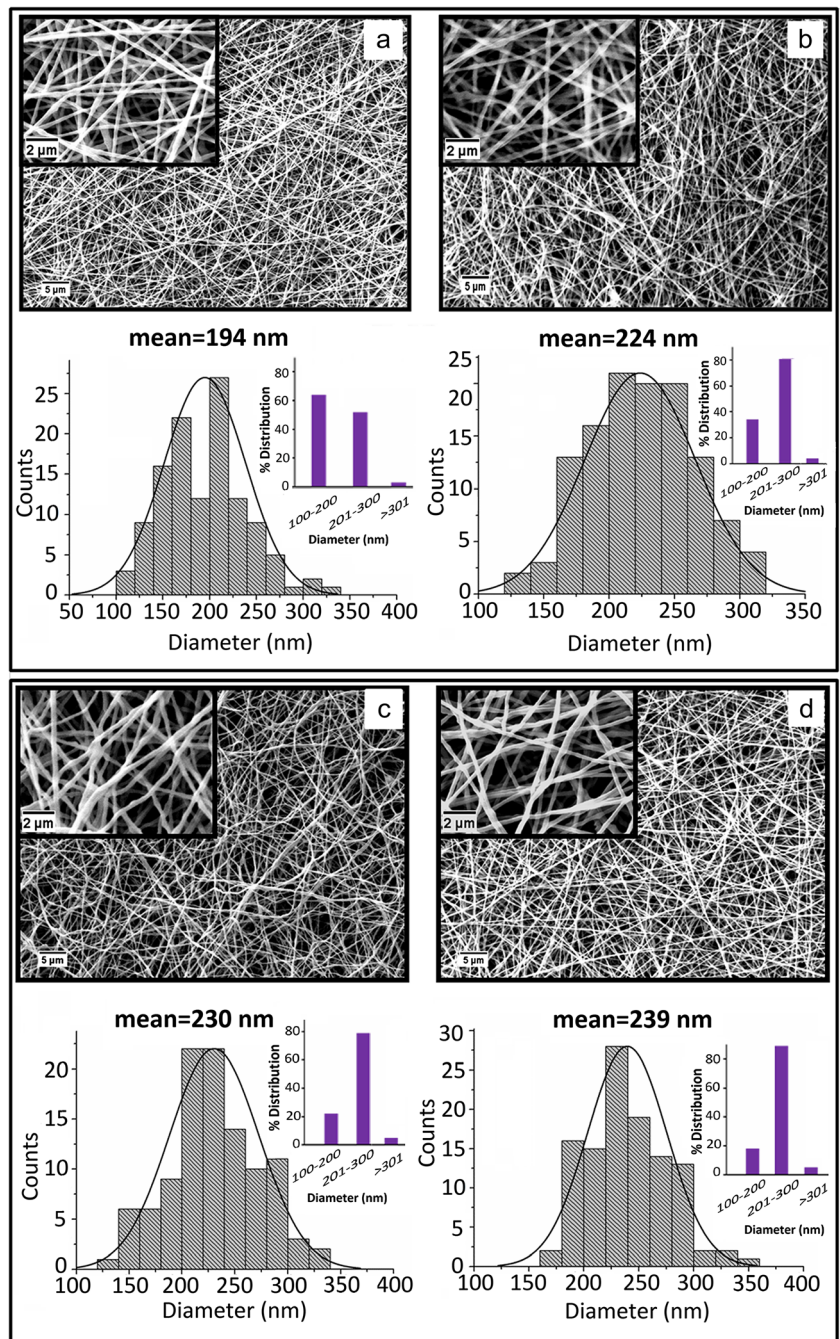 a
2 µm
5 µm
b
2 µm
5 µm
mean=194 nm
Counts
25
20
15
10
5
0
50 100 150 200 250 300 350 400
Diameter (nm)
% Distribution
80
60
40
20
0
100-200 201-300 >301
Diameter (nm)
mean=224 nm
Counts
25
20
15
10
5
0
100 150 200 250 300 350
Diameter (nm)
% Distribution
80
60
40
20
0
100-200 201-300 >301
Diameter (nm)
c
2 µm
5 µm
d
2 µm
5 µm
mean=230 nm
Counts
20
15
10
5
0
100 150 200 250 300 350 400
Diameter (nm)
% Distribution
80
60
40
20
0
100-200 201-300 >301
Diameter (nm)
mean=239 nm
Counts
30
25
20
15
10
5
0
100 150 200 250 300 350 400
Diameter (nm)
% Distribution
80
60
40
20
0
100-200 201-300 >301
Diameter (nm)